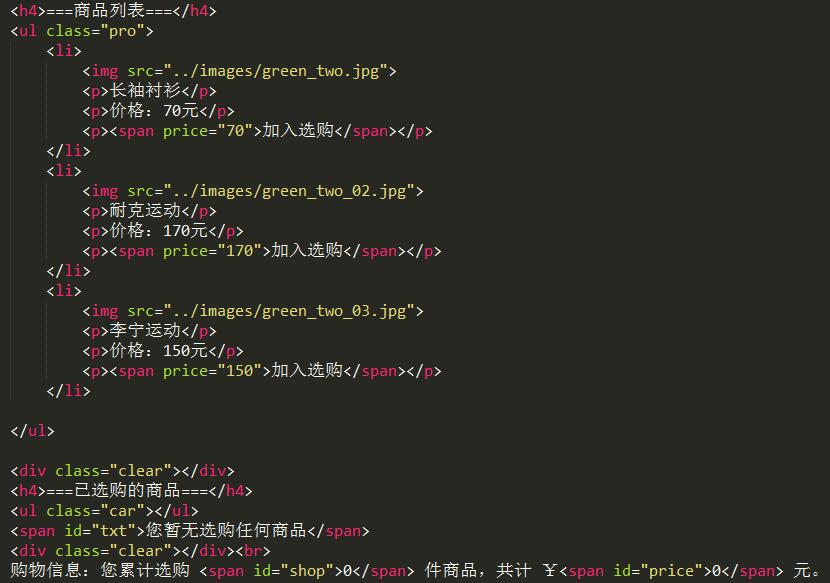 <h4>===商品列表===</h4>
<ul class="pro">
<li>
<img src="../images/green_two.jpg">
<p>长袖衬衫</p>
<p>价格：70元</p>
<p><span price="70">加入选购</span></p>
</li>
<li>
<img src="../images/green_two_02.jpg">
<p>耐克运动</p>
<p>价格：170元</p>
<p><span price="170">加入选购</span></p>
</li>
<li>
<img src="../images/green_two_03.jpg">
<p>李宁运动</p>
<p>价格：150元</p>
<p><span price="150">加入选购</span></p>
</li>
</ul>
<div class="clear"></div>
<h4>===已选购的商品===</h4>
<ul class="car"></ul>
<span id="txt">您暂无选购任何商品</span>
<div class="clear"></div><br>
购物信息：您累计选购 <span id="shop">0</span> 件商品，共计 ￥<span id="price">0</span> 元。